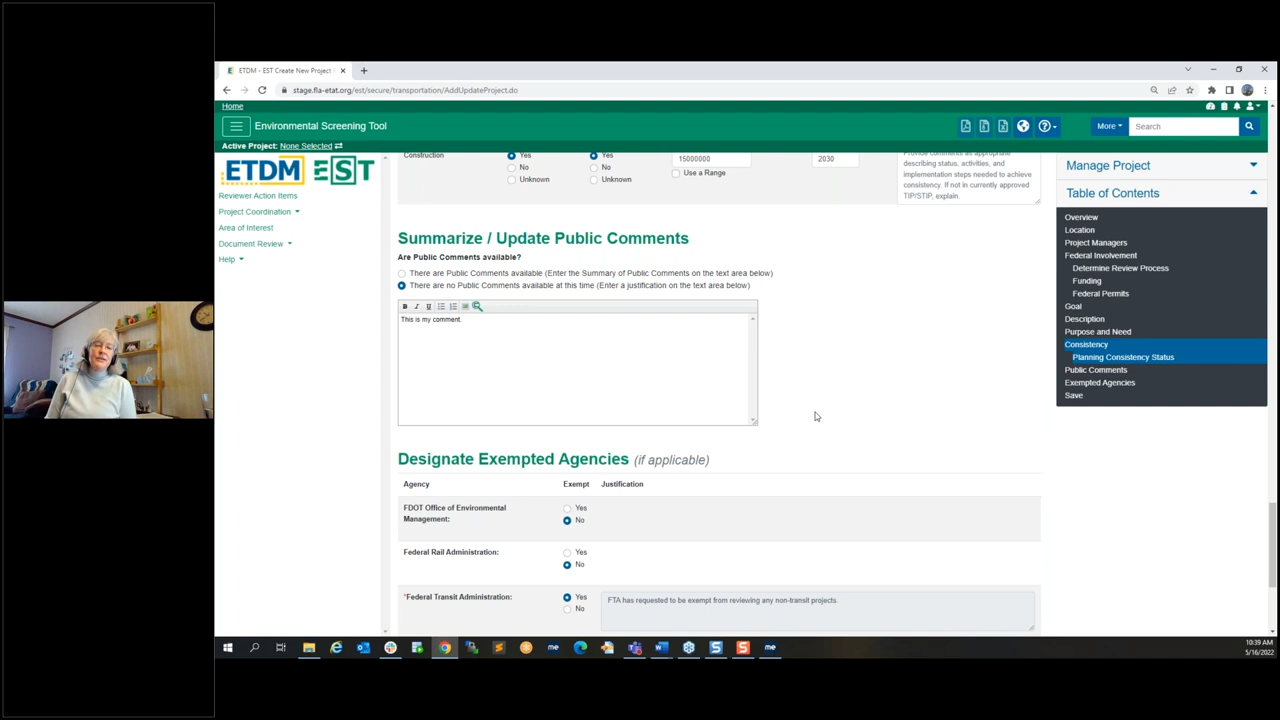 ETDM - EST Create New Project
stage.fla-etat.org/est/secure/transportation/AddUpdateProject.do
Home
Environmental Screening Tool
More
Search
Active Project: None Selected
ETDM EST
Reviewer Action Items
Project Coordination
Area of Interest
Document Review
Help
Construction
Yes
No
Unknown
Yes
No
Unknown
15000000
Use a Range
2030
Provide comments as appropriate
describing status, activities, and
implementation steps needed to achieve
consistency. If not in currently approved
TIP/STIP, explain.
Summarize / Update Public Comments
Are Public Comments available?
There are Public Comments available (Enter the Summary of Public Comments on the text area below)
There are no Public Comments available at this time (Enter a justification on the text area below)
B I U
This is my comment.
Designate Exempted Agencies (if applicable)
Agency Exempt Justification
FDOT Office of Environmental
Management:
Yes
No
Federal Rail Administration:
Yes
No
*Federal Transit Administration:
Yes
No
FTA has requested to be exempt from reviewing any non-transit projects.
Manage Project
Table of Contents
Overview
Location
Project Managers
Federal Involvement
Determine Review Process
Funding
Federal Permits
Goal
Description
Purpose and Need
Consistency
Planning Consistency Status
Public Comments
Exempted Agencies
Save
10:39 AM
5/16/2022